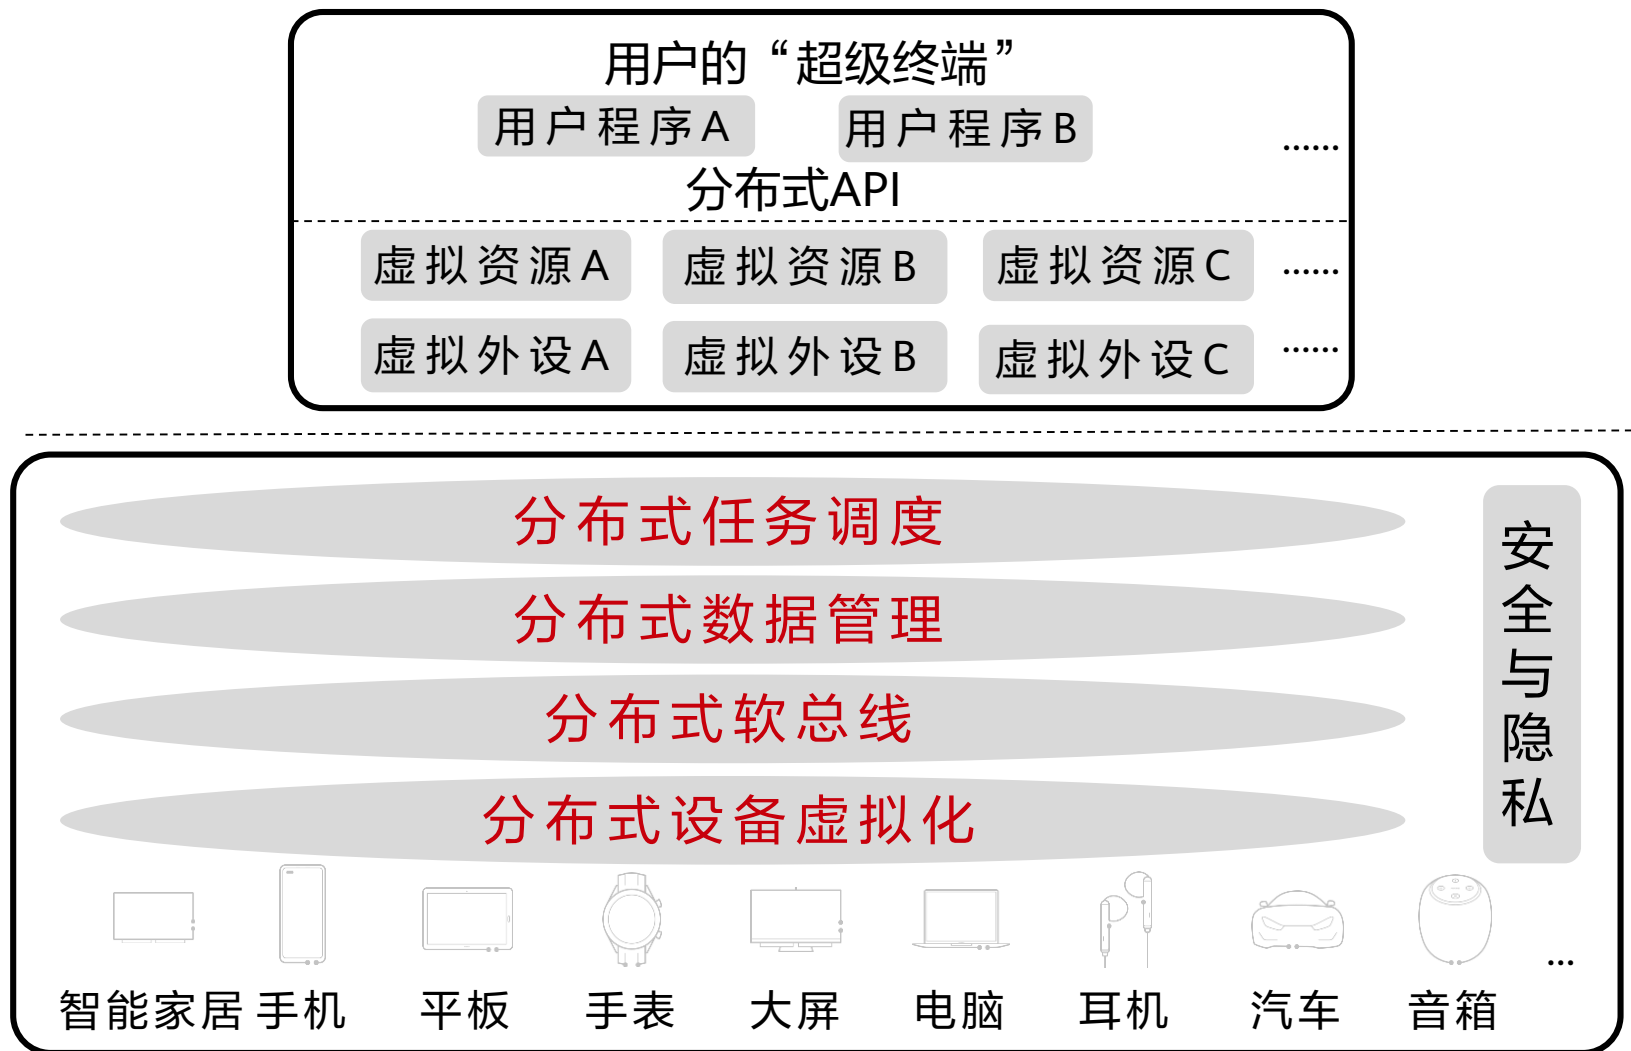 用户的“超级终端”
用户程序A 用户程序B ······
分布式API
虚拟资源A 虚拟资源B 虚拟资源C ······
虚拟外设A 虚拟外设B 虚拟外设C ······
分布式任务调度
分布式数据管理
分布式软总线
分布式设备虚拟化
安全与隐私
...
智能家居 手机 平板 手表 大屏 电脑 耳机 汽车 音箱